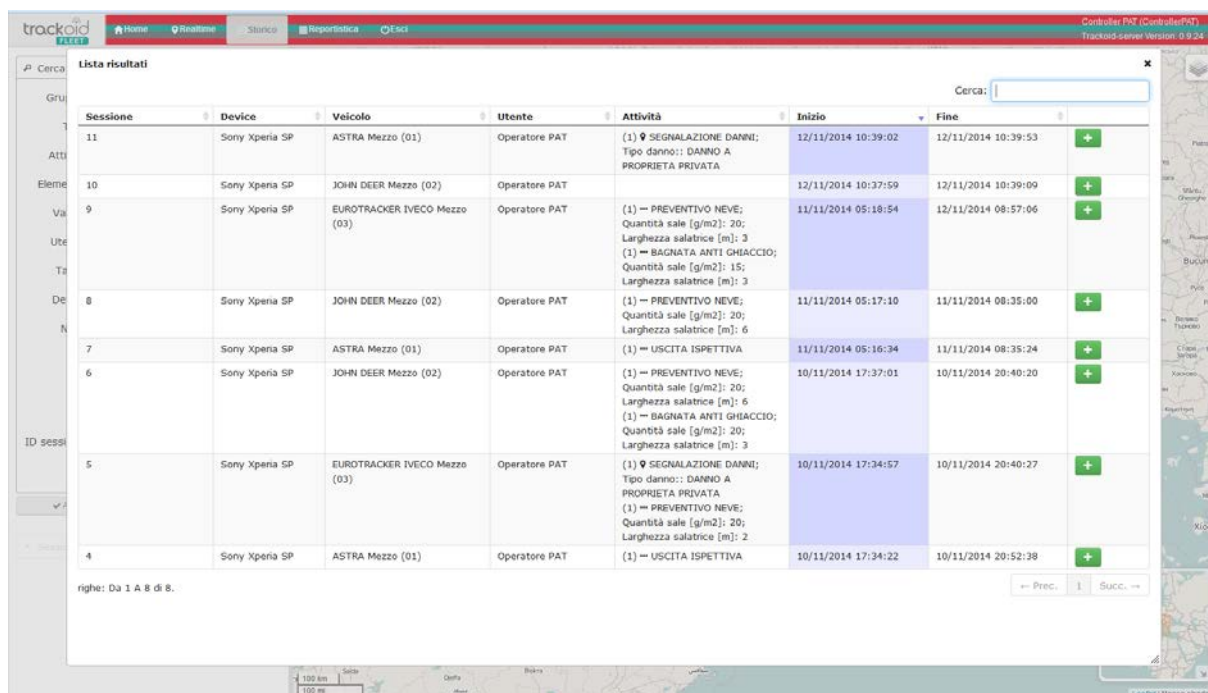 trackoid
FLEET
Home Realtime Storico Reportistica Esci
Controller PAT (ControllerPAT)
Trackoid-server Version: 0.9.24
Cerca
Lista risultati
Cerca:
Sessione Device Veicolo Utente Attività Inizio Fine
11 Sony Xperia SP ASTRA Mezzo (01) Operatore PAT (1) SEGNALAZIONE DANNI; 12/11/2014 10:39:02 12/11/2014 10:39:53
Tipo danno:: DANNO A
PROPRIETA PRIVATA
10 Sony Xperia SP JOHN DEER Mezzo (02) Operatore PAT 12/11/2014 10:37:59 12/11/2014 10:39:09
9 Sony Xperia SP EUROTRACKER IVECO Mezzo Operatore PAT (1) PREVENTIVO NEVE; 11/11/2014 05:18:54 12/11/2014 08:57:06
(03) Quantità sale [g/m2]: 20;
Larghezza salatrice [m]: 3
(1) BAGNATA ANTI GHIACCIO;
Quantità sale [g/m2]: 15;
Larghezza salatrice [m]: 3
8 Sony Xperia SP JOHN DEER Mezzo (02) Operatore PAT (1) PREVENTIVO NEVE; 11/11/2014 05:17:10 11/11/2014 08:35:00
Quantità sale [g/m2]: 20;
Larghezza salatrice [m]: 6
7 Sony Xperia SP ASTRA Mezzo (01) Operatore PAT (1) USCITA ISPETTIVA 11/11/2014 05:16:34 11/11/2014 08:35:24
6 Sony Xperia SP JOHN DEER Mezzo (02) Operatore PAT (1) PREVENTIVO NEVE; 10/11/2014 17:37:01 10/11/2014 20:40:20
Quantità sale [g/m2]: 20;
Larghezza salatrice [m]: 6
(1) BAGNATA ANTI GHIACCIO;
Quantità sale [g/m2]: 20;
Larghezza salatrice [m]: 3
5 Sony Xperia SP EUROTRACKER IVECO Mezzo Operatore PAT (1) SEGNALAZIONE DANNI; 10/11/2014 17:34:57 10/11/2014 20:40:27
(03) Tipo danno:: DANNO A
PROPRIETA PRIVATA
(1) PREVENTIVO NEVE;
Quantità sale [g/m2]: 20;
Larghezza salatrice [m]: 2
4 Sony Xperia SP ASTRA Mezzo (01) Operatore PAT (1) USCITA ISPETTIVA 10/11/2014 17:34:22 10/11/2014 20:52:38
righe: Da 1 A 8 di 8.
← Prec. 1 Succ. →
ID sessi
100 km
100 mi